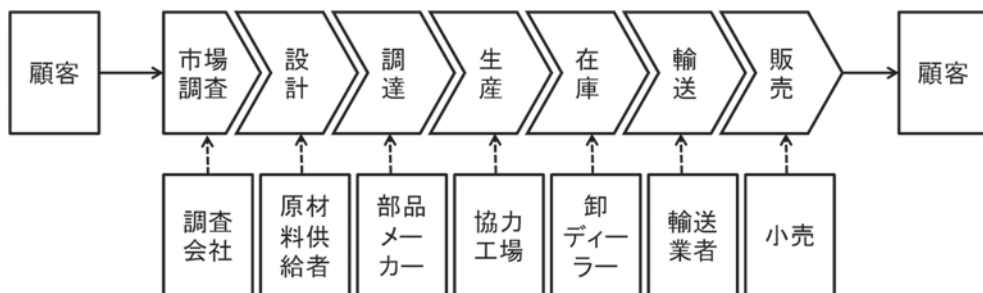 顧客
市場
調査
設
計
調
達
生
産
在
庫
輸
送
販
売
顧客
調査
会社
原材
料供
給者
部品
メー
カー
協力
工場
卸
ディー
ラー
輸送
業者
小売